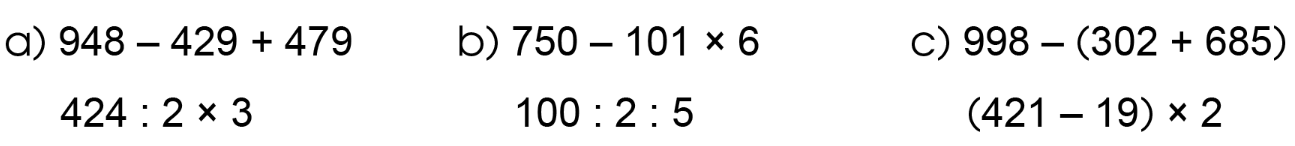 a) 948 – 429 + 479 b) 750 – 101 × 6 c) 998 – (302 + 685)
424 : 2 × 3 100 : 2 : 5 (421 – 19) × 2